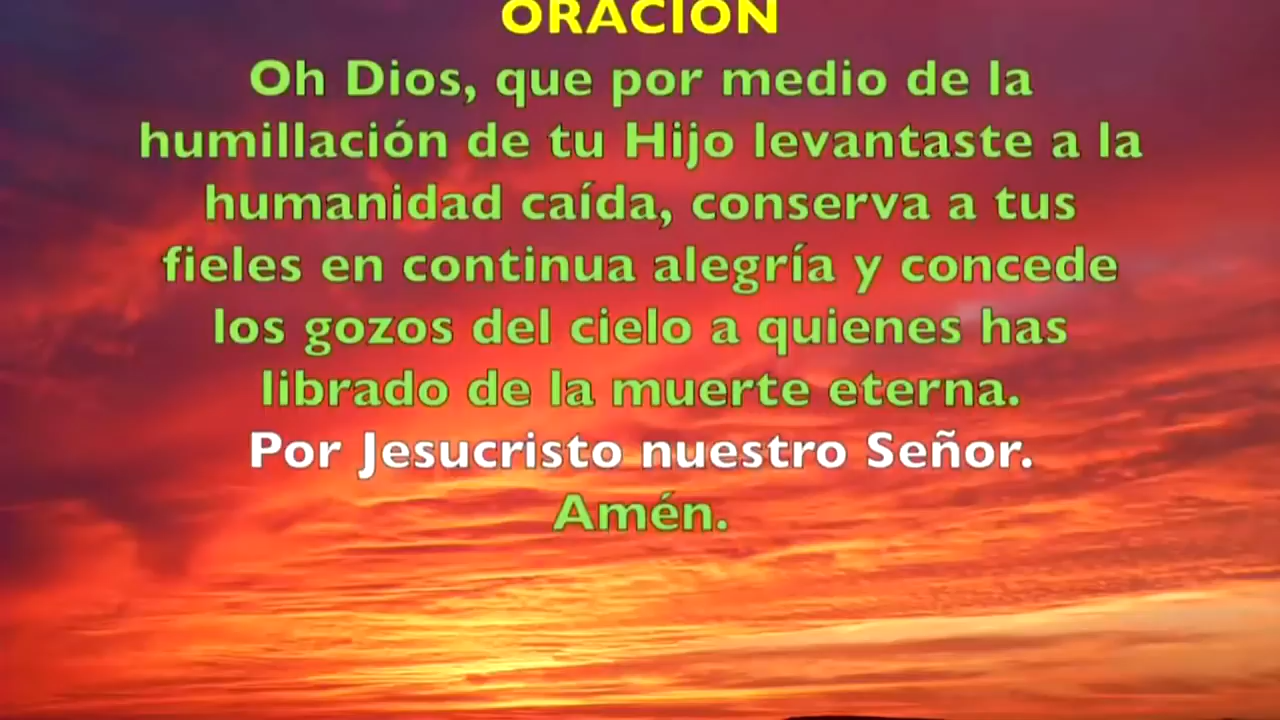 ORACIÓN
Oh Dios, que por medio de la
humillación de tu Hijo levantaste a la
humanidad caída, conserva a tus
fieles en continua alegría y concede
los gozos del cielo a quienes has
librado de la muerte eterna.
Por Jesucristo nuestro Señor.
Amén.